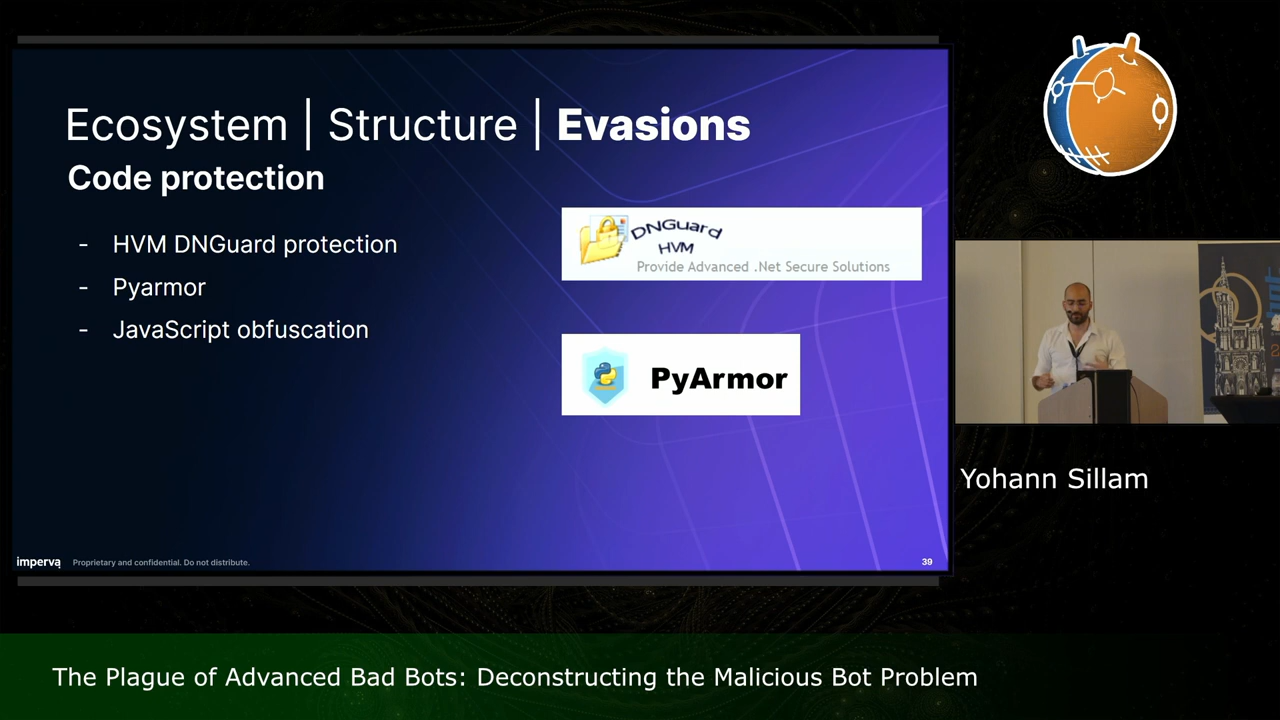 Ecosystem | Structure | Evasions
Code protection
- HVM DNGuard protection
- Pyarmor
- JavaScript obfuscation
DNGuard
HVM
Provide Advanced .Net Secure Solutions
PyArmor
imperva
Proprietary and confidential. Do not distribute.
39
Yohann Sillam
The Plague of Advanced Bad Bots: Deconstructing the Malicious Bot Problem